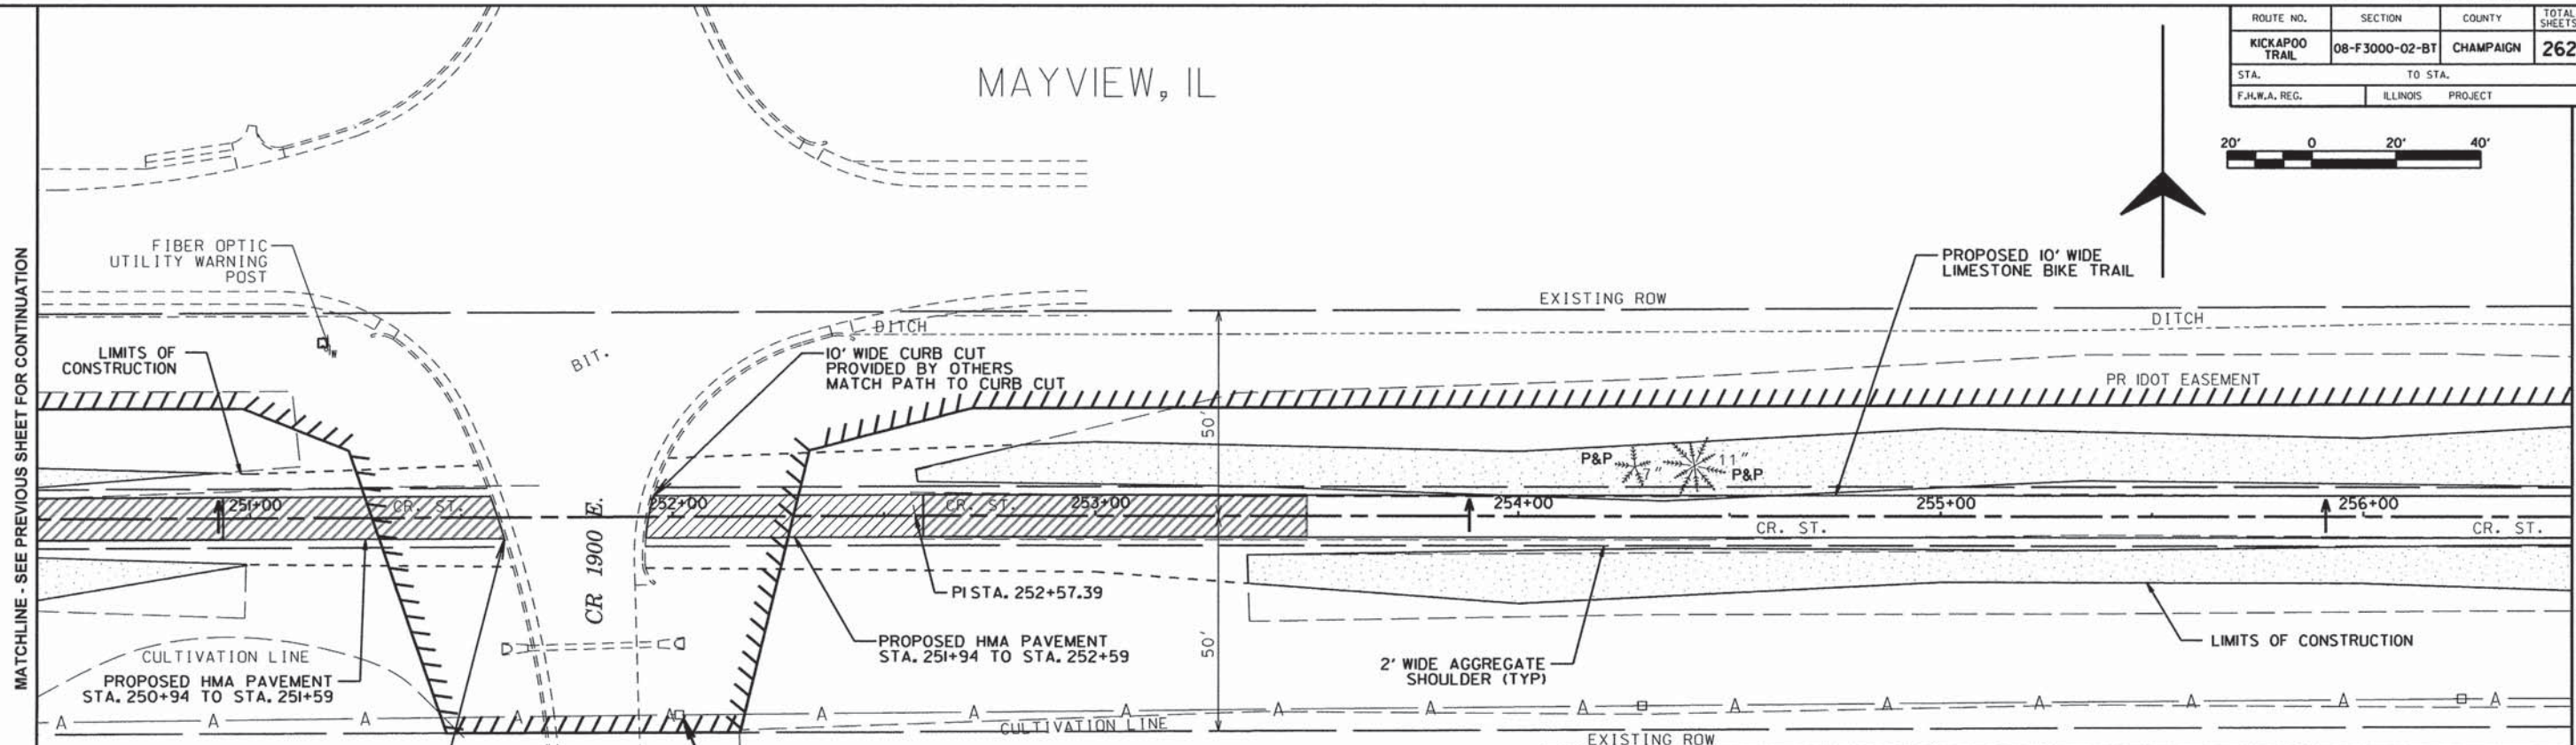 ROUTE NO.
SECTION
COUNTY
TOTAL
SHEETS
KICKAPOO
TRAIL
08-F3000-02-BT
CHAMPAIGN
262
STA.
TO STA.
F.H.W.A. REG.
ILLINOIS
PROJECT
MAYVIEW, IL
20'
0
20'
40'
MATCHLINE - SEE PREVIOUS SHEET FOR CONTINUATION
FIBER OPTIC
UTILITY WARNING
POST
PROPOSED 10' WIDE
LIMESTONE BIKE TRAIL
EXISTING ROW
DITCH
DITCH
LIMITS OF
CONSTRUCTION
BIT.
10' WIDE CURB CUT
PROVIDED BY OTHERS
MATCH PATH TO CURB CUT
PR IDOT EASEMENT
50'
P&P
7"
11"
P&P
251+00
CR. ST.
252+00
CR. ST.
253+00
254+00
255+00
256+00
CR. ST.
CR. ST.
CR 1900 E.
PI STA. 252+57.39
PROPOSED HMA PAVEMENT
STA. 251+94 TO STA. 252+59
50'
LIMITS OF CONSTRUCTION
CULTIVATION LINE
PROPOSED HMA PAVEMENT
STA. 250+94 TO STA. 251+59
2' WIDE AGGREGATE
SHOULDER (TYP)
A A A A A A A A A A A A A A A A A
CULTIVATION LINE
EXISTING ROW